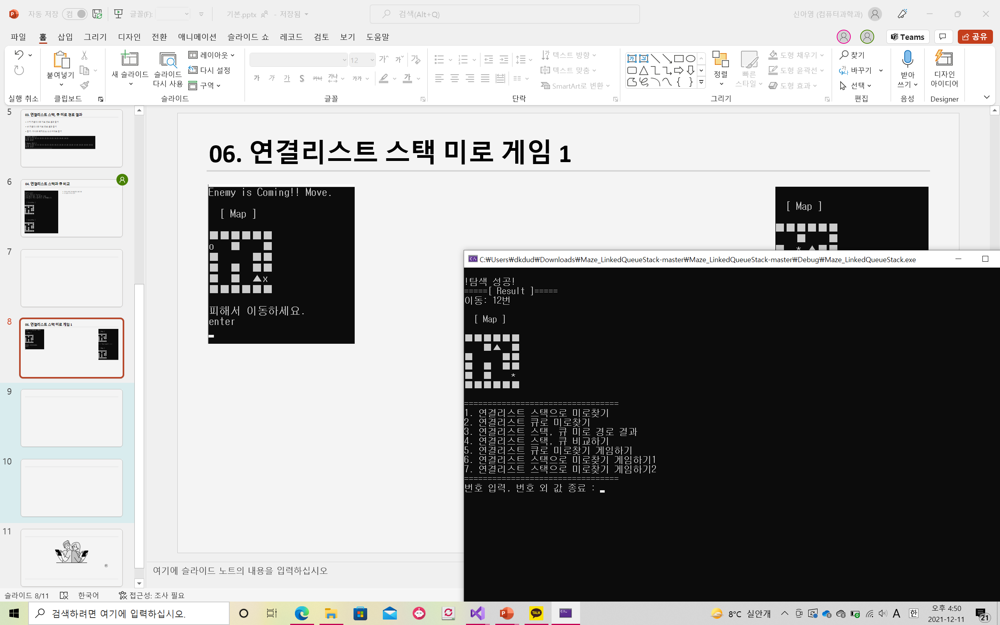 자동 저장 켬 글꼴(F): 기본.pptx - 저장됨 검색(Alt+Q) 신아영 (컴퓨터과학과)
파일 홈 삽입 그리기 디자인 전환 애니메이션 슬라이드 쇼 레코드 검토 보기 도움말 Teams 공유
붙여넣기 새 슬라이드 슬라이드 다시 사용 레이아웃 다시 설정 구역
12 가 가 가 가 가 S 가나 가나 가가 가
텍스트 방향 텍스트 맞춤 SmartArt로 변환
정렬 빠른 스타일 도형 채우기 도형 윤곽선 도형 효과
찾기 바꾸기 선택 받아 쓰기 디자인 아이디어
실행 취소 클립보드 슬라이드 글꼴 단락 그리기 편집 음성 Designer
5
03. 연결리스트 스택, 큐 미로 경로 결과
6
04. 연결리스트 스택과 큐 비교
7
8
06. 연결리스트 스택 미로 게임 1
9
10
11
06. 연결리스트 스택 미로 게임 1
Enemy is Coming!! Move.
[ Map ]
o
x
피해서 이동하세요.
enter
[ Map ]
*
C:₩Users₩dkdud₩Downloads₩Maze_LinkedQueueStack-master₩Maze_LinkedQueueStack-master₩Debug₩Maze_LinkedQueueStack.exe
!탐색 성공!
=====[ Result ]=====
이동: 12번
[ Map ]
*
=================================
1. 연결리스트 스택으로 미로찾기
2. 연결리스트 큐로 미로찾기
3. 연결리스트 스택, 큐 미로 경로 결과
4. 연결리스트 스택, 큐 비교하기
5. 연결리스트 큐로 미로찾기 게임하기
6. 연결리스트 스택으로 미로찾기 게임하기1
7. 연결리스트 스택으로 미로찾기 게임하기2
=================================
번호 입력, 번호 외 값 종료 :
여기에 슬라이드 노트의 내용을 입력하십시오
슬라이드 8/11 한국어 접근성: 조사 필요
검색하려면 여기에 입력하십시오. TALK 8°C 실안개 A 한 오후 4:50
2021-12-11 21